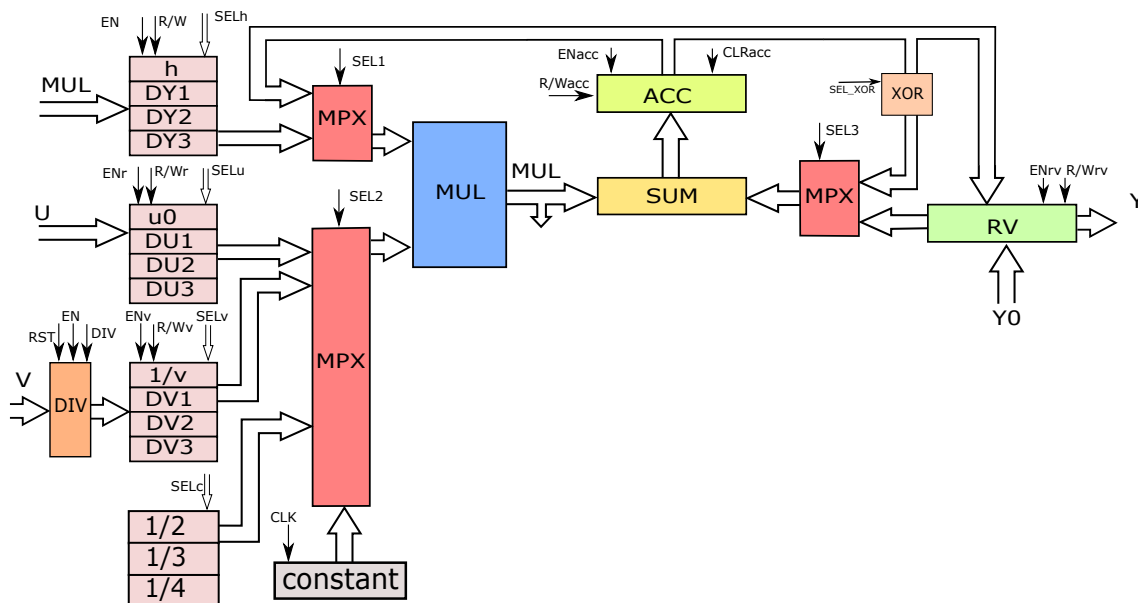 EN
R/W
SELh
MUL
h
DY1
DY2
DY3
SEL1
MPX
ENacc
CLRacc
R/Wacc
ACC
SEL_XOR
XOR
ENr
R/Wr
SELu
U
u0
DU1
DU2
DU3
SEL2
MPX
MUL
MUL
SUM
SEL3
MPX
ENrv
R/Wrv
RV
Y
Y0
RST
EN
DIV
V
DIV
ENv
R/Wv
SELv
1/v
DV1
DV2
DV3
SELc
1/2
1/3
1/4
CLK
constant